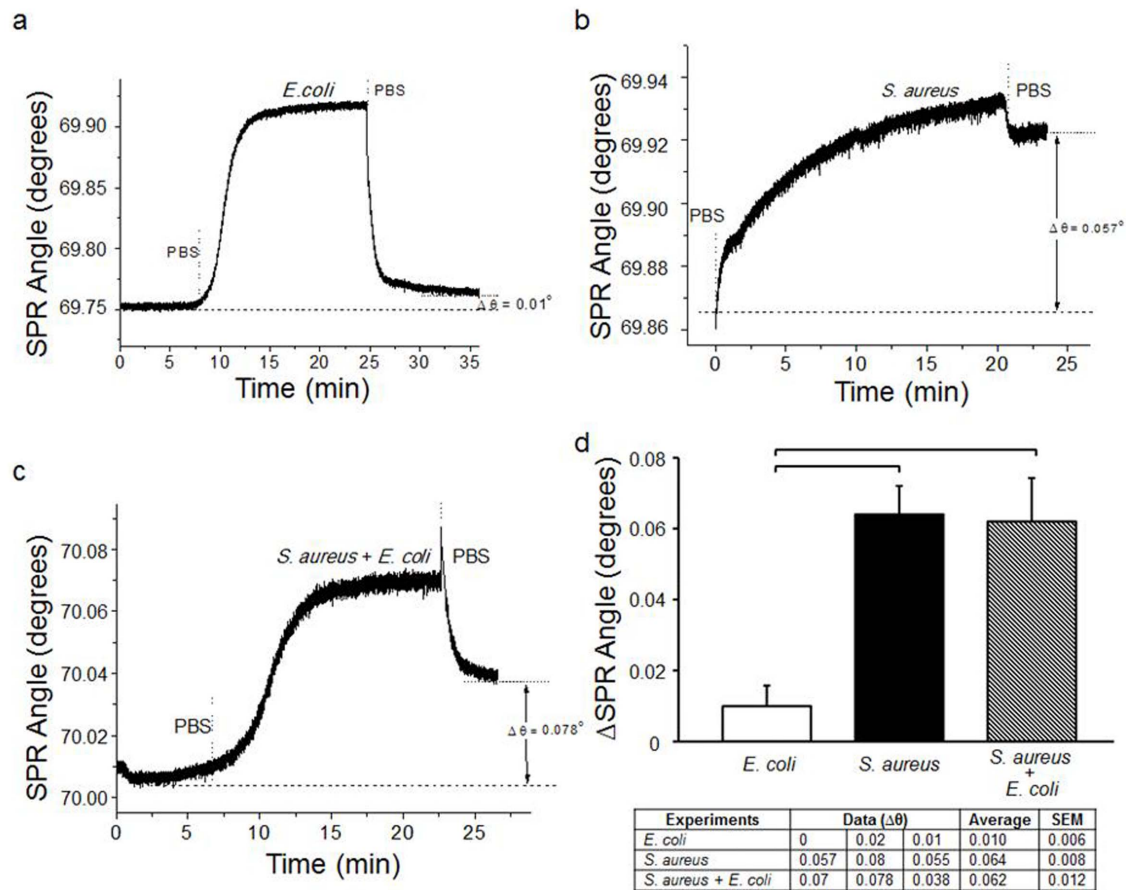 a
E.coli
PBS
PBS
Δ θ = 0.01°
69.90
69.85
69.80
69.75
SPR Angle (degrees)
0 5 10 15 20 25 30 35
Time (min)
b
S. aureus
PBS
PBS
Δ θ = 0.057°
69.94
69.92
69.90
69.88
69.86
SPR Angle (degrees)
0 5 10 15 20 25
Time (min)
c
S. aureus + E. coli
PBS
PBS
Δ θ = 0.078°
70.08
70.06
70.04
70.02
70.00
SPR Angle (degrees)
0 5 10 15 20 25
Time (min)
d
0.08
0.06
0.04
0.02
0
ΔSPR Angle (degrees)
E. coli S. aureus S. aureus
+
E. coli
Experiments Data (Δθ) Average SEM
E. coli 0 0.02 0.01 0.010 0.006
S. aureus 0.057 0.08 0.055 0.064 0.008
S. aureus + E. coli 0.07 0.078 0.038 0.062 0.012